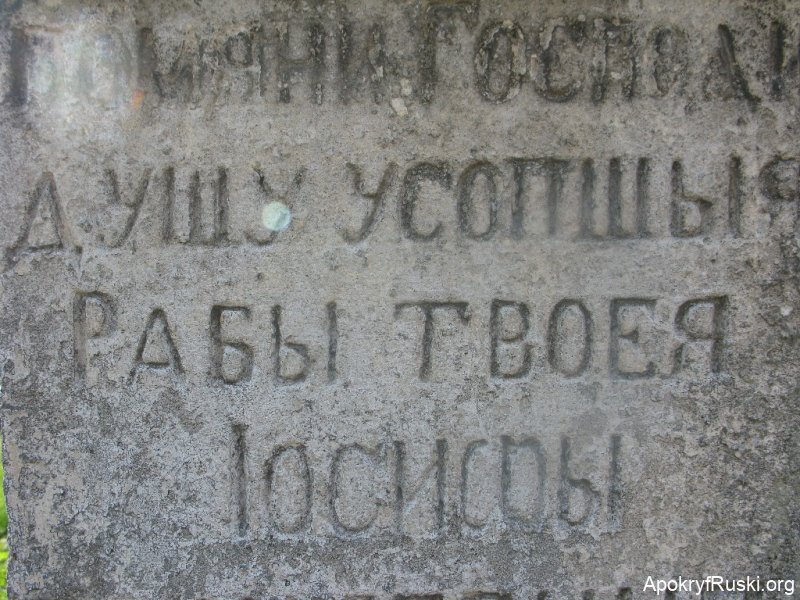 Помяни Господи
душу усопшыя
рабы твоея
Іосифы
ApokryfRuski.org